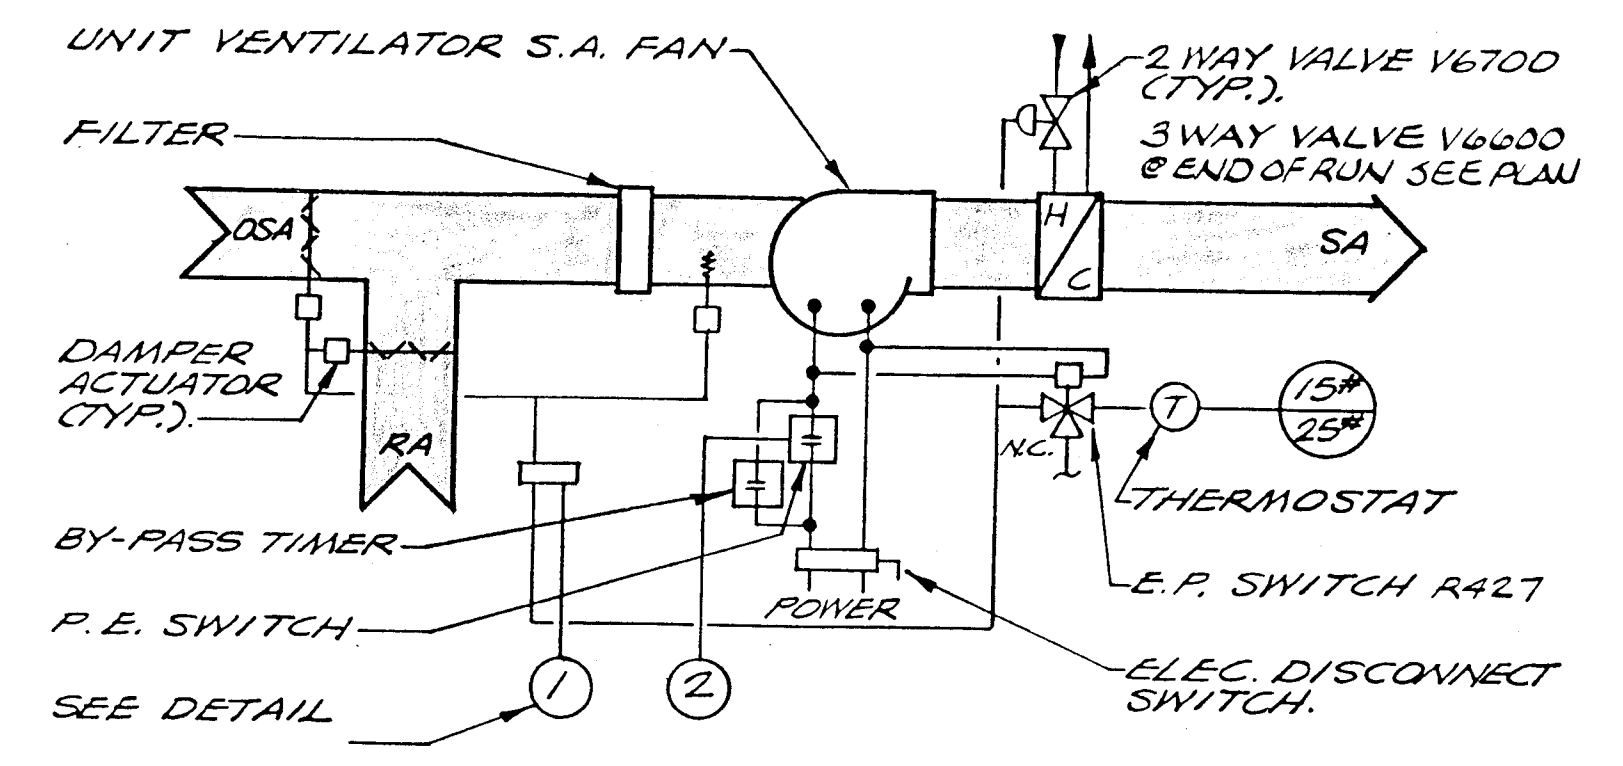 UNIT VENTILATOR S.A. FAN
2 WAY VALVE V670D
(TYP.).
FILTER
3 WAY VALVE V6600
@ END OF RUN SEE PLAN
OSA
H
C
SA
DAMPER
ACTUATOR
(TYP.).
RA
T
15#
25#
N.C.
THERMOSTAT
BY-PASS TIMER
E.P. SWITCH R427
POWER
P.E. SWITCH
ELEC. DISCONNECT
SWITCH.
1
2
SEE DETAIL